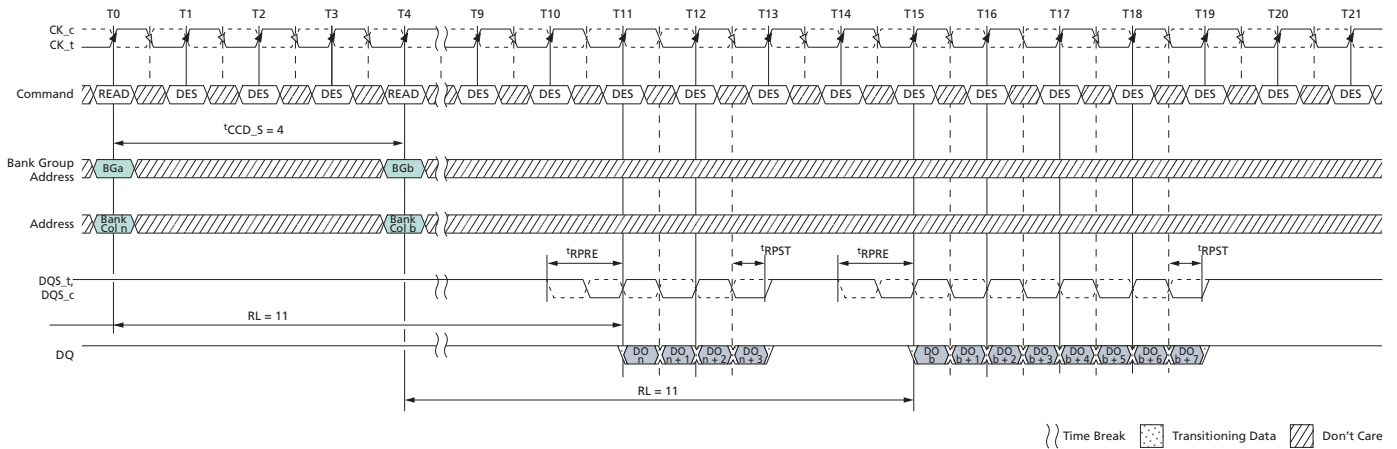 T0 T1 T2 T3 T4 T9 T10 T11 T12 T13 T14 T15 T16 T17 T18 T19 T20 T21
CK_c
CK_t
Command READ DES DES DES READ DES DES DES DES DES DES DES DES DES DES DES DES DES
tCCD_S = 4
Bank Group
Address
BGa BGb
Address
Bank
Col n
Bank
Col b
tRPRE tRPST tRPRE tRPST
DQS_t,
DQS_c
RL = 11
DQ
DO
n
DO
n + 1
DO
n + 2
DO
n + 3
DO
b
DO
b + 1
DO
b + 2
DO
b + 3
DO
b + 4
DO
b + 5
DO
b + 6
DO
b + 7
RL = 11
Time Break Transitioning Data Don't Care